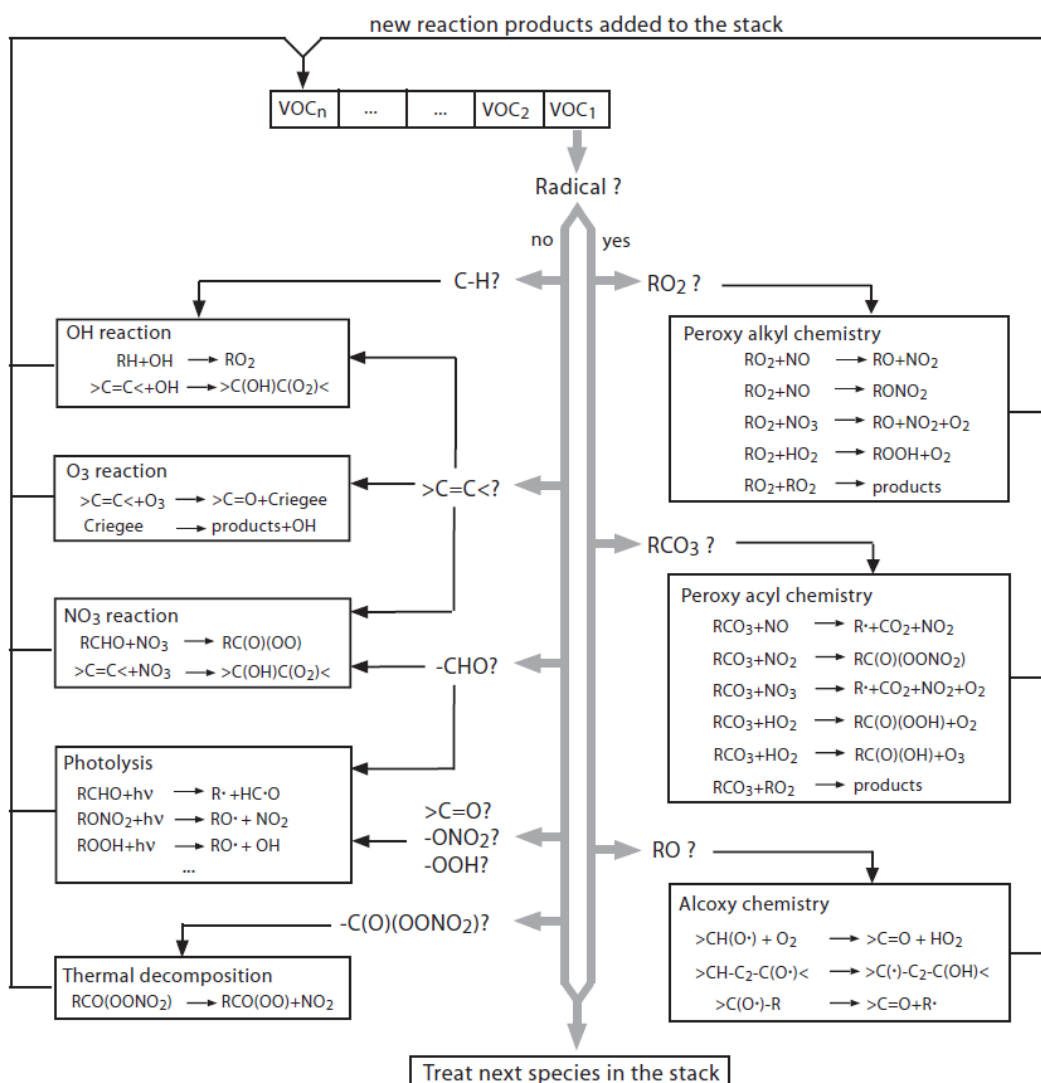 new reaction products added to the stack
VOCn ... ... VOC2 VOC1
Radical ?
no yes
C-H?
OH reaction
RH+OH → RO2
>C=C<+OH → >C(OH)C(O2)<
O3 reaction
>C=C<+O3 → >C=O+Criegee
Criegee → products+OH
>C=C<?
NO3 reaction
RCHO+NO3 → RC(O)(OO)
>C=C<+NO3 → >C(OH)C(O2)<
-CHO?
Photolysis
RCHO+hν → R· +HC·O
RONO2+hν → RO· + NO2
ROOH+hν → RO· + OH
...
>C=O?
-ONO2?
-OOH?
-C(O)(OONO2)?
Thermal decomposition
RCO(OONO2) → RCO(OO)+NO2
RO2 ?
Peroxy alkyl chemistry
RO2+NO → RO+NO2
RO2+NO → RONO2
RO2+NO3 → RO+NO2+O2
RO2+HO2 → ROOH+O2
RO2+RO2 → products
RCO3 ?
Peroxy acyl chemistry
RCO3+NO → R·+CO2+NO2
RCO3+NO2 → RC(O)(OONO2)
RCO3+NO3 → R·+CO2+NO2+O2
RCO3+HO2 → RC(O)(OOH)+O2
RCO3+HO2 → RC(O)(OH)+O3
RCO3+RO2 → products
RO ?
Alcoxy chemistry
>CH(O·) + O2 → >C=O + HO2
>CH-C2-C(O·)< → >C(·)-C2-C(OH)<
>C(O·)-R → >C=O+R·
Treat next species in the stack